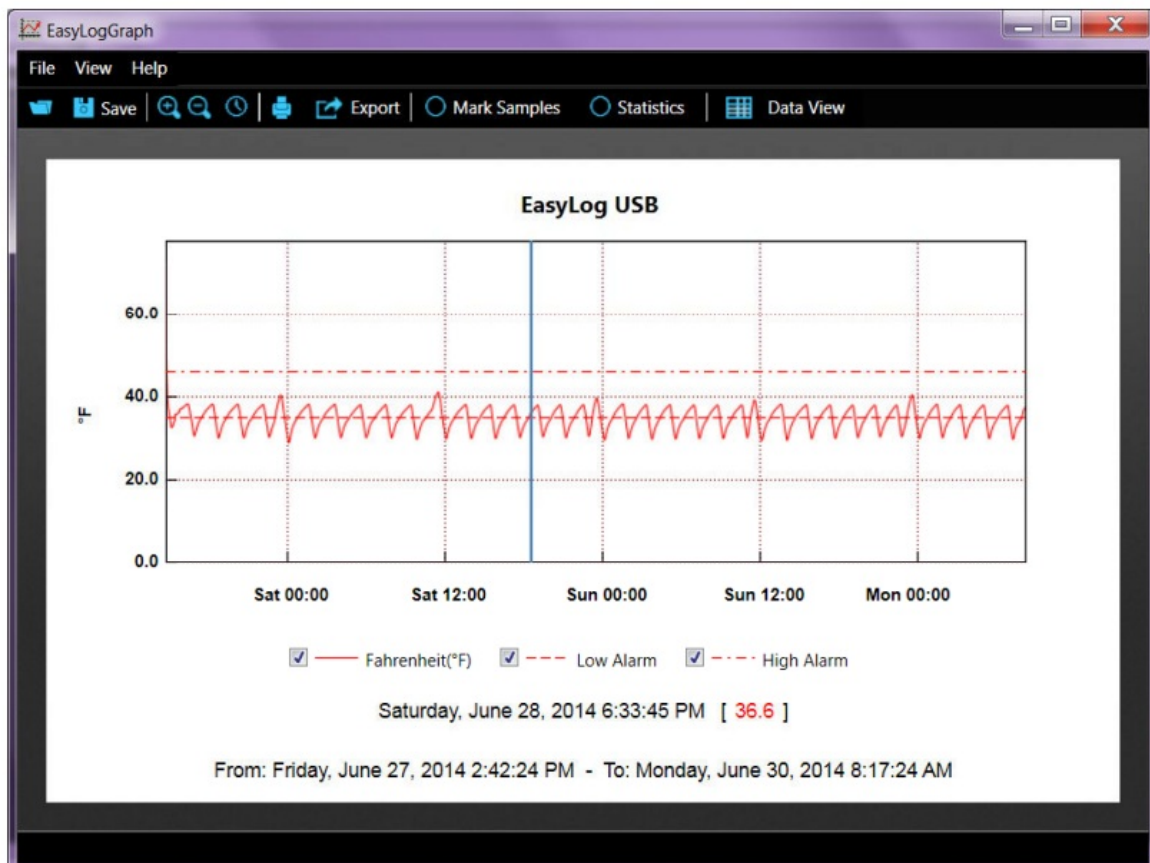 EasyLogGraph
File View Help
Save Export Mark Samples Statistics Data View
EasyLog USB
60.0
40.0
°F
20.0
0.0
Sat 00:00 Sat 12:00 Sun 00:00 Sun 12:00 Mon 00:00
Fahrenheit(°F) Low Alarm High Alarm
Saturday, June 28, 2014 6:33:45 PM [ 36.6 ]
From: Friday, June 27, 2014 2:42:24 PM - To: Monday, June 30, 2014 8:17:24 AM